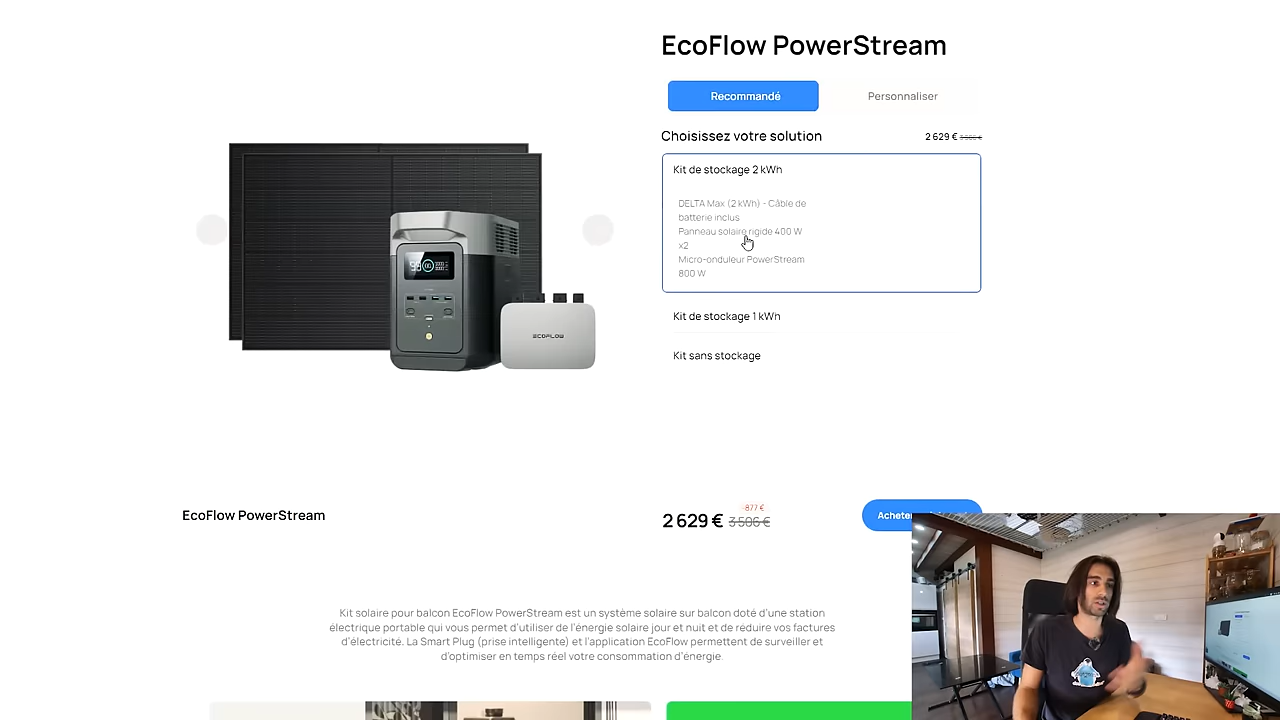 EcoFlow PowerStream
Recommandé
Personnaliser
Choisissez votre solution
2 629 € 3 506 €
Kit de stockage 2 kWh
DELTA Max (2 kWh) - Câble de
batterie inclus
Panneau solaire rigide 400 W
x2
Micro-onduleur PowerStream
800 W
Kit de stockage 1 kWh
Kit sans stockage
ECOFLOW
EcoFlow PowerStream
-877 €
2 629 € 3 506 €
Achete
Kit solaire pour balcon EcoFlow PowerStream est un système solaire sur balcon doté d'une station
électrique portable qui vous permet d'utiliser de l'énergie solaire jour et nuit et de réduire vos factures
d'électricité. La Smart Plug (prise intelligente) et l'application EcoFlow permettent de surveiller et
d'optimiser en temps réel votre consommation d'énergie.